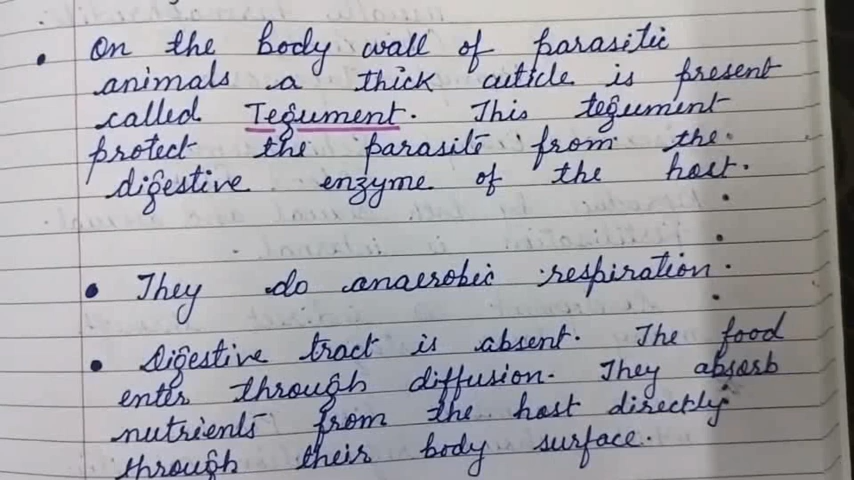 • On the body wall of parasitic
animals a thick cuticle is present
called Tegument. This tegument
protect the parasite from the
digestive enzyme of the host.
• They do anaerobic respiration.
• Digestive tract is absent. The food
enter through diffusion. They absorb
nutrients from the host directly
through their body surface.